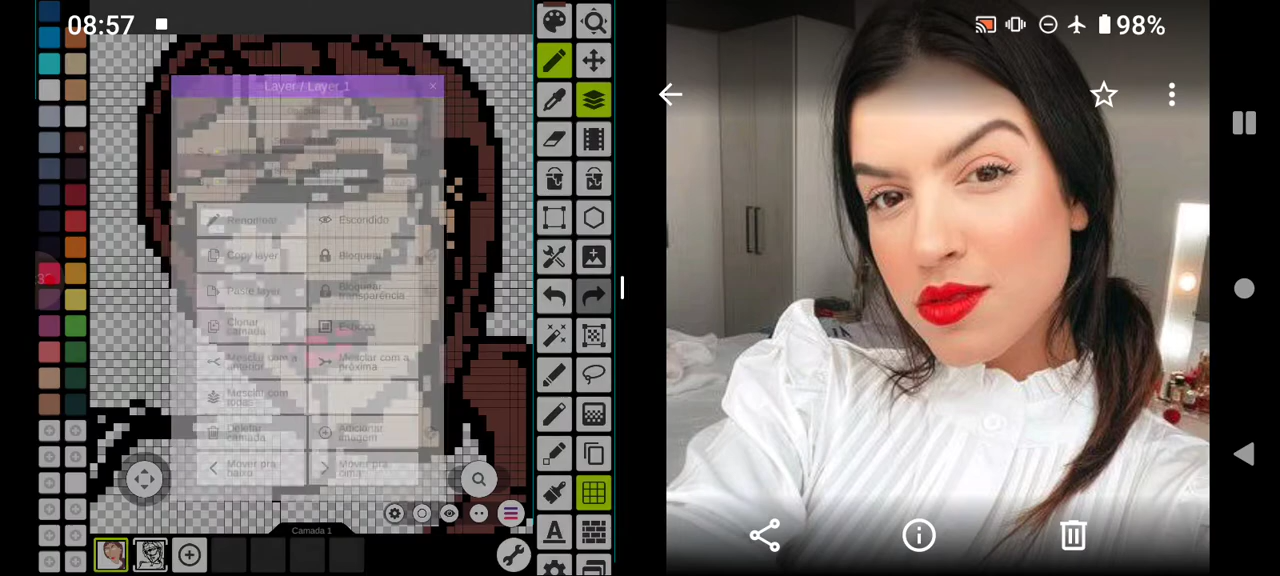 08:57
98%
Layer / Layer 1
100
Renomear
Escondido
Copy layer
Bloquear
Paste layer
Bloquear
transparência
Clonar
camada
Esboço
Mesclar com a
anterior
Mesclar com a
próxima
Mesclar com
todas
Deletar
camada
Adicionar
imagem
Mover pra
baixo
Mover pra
cima
Camada 1